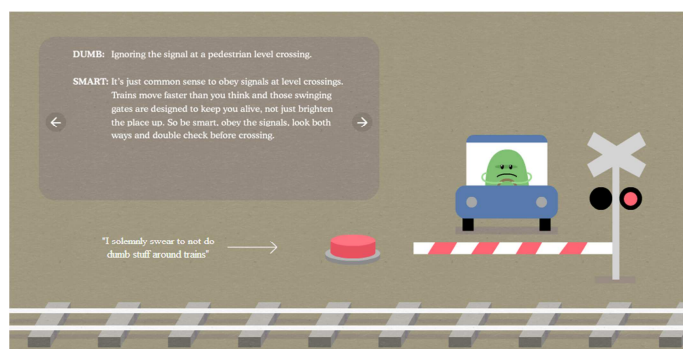 DUMB: Ignoring the signal at a pedestrian level crossing.
SMART: It's just common sense to obey signals at level crossings.
Trains move faster than you think and those swinging
gates are designed to keep you alive, not just brighten
the place up. So be smart, obey the signals, look both
ways and double check before crossing.
"I solemnly swear to not do
dumb stuff around trains"